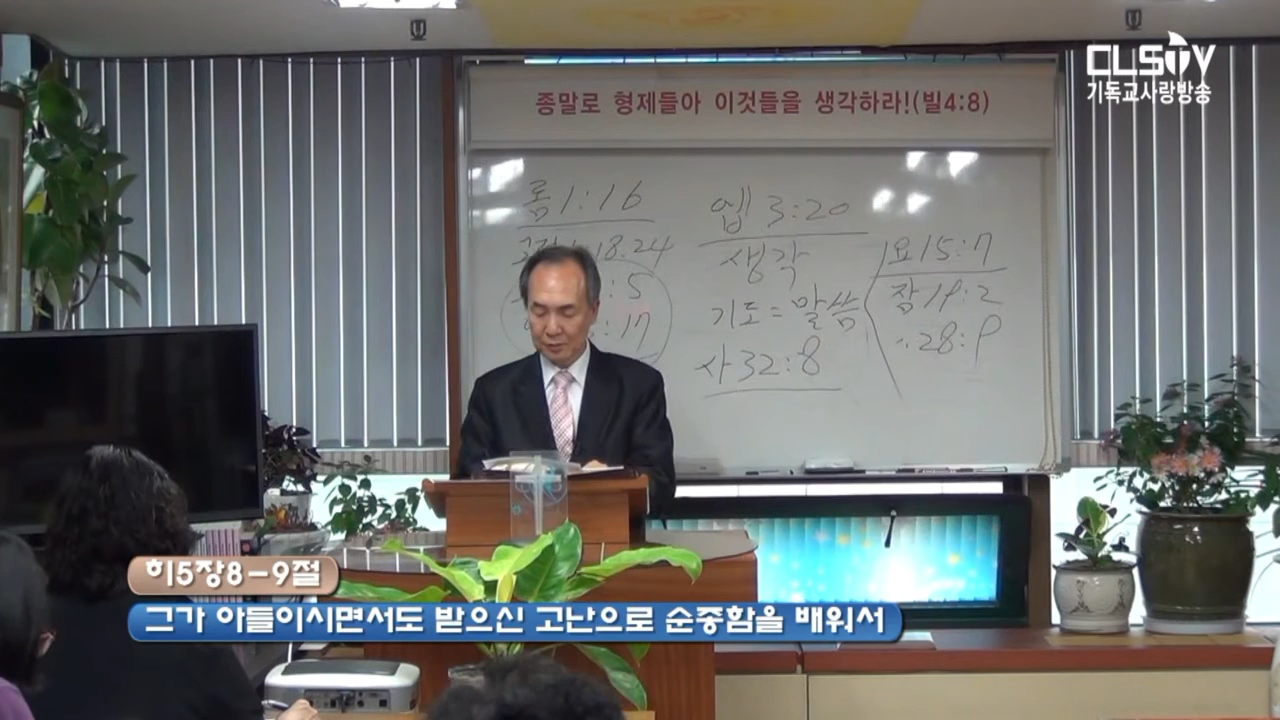 CLSTV
기독교사랑방송
종말로 형제들아 이것들을 생각하라!(빌4:8)
롬1:16
18.24
:5
:17
엡3:20
생각
기도=말씀
사32:8
요15:7
잠19:2
28:9
히5장8-9절
그가 아들이시면서도 받으신 고난으로 순종함을 배워서